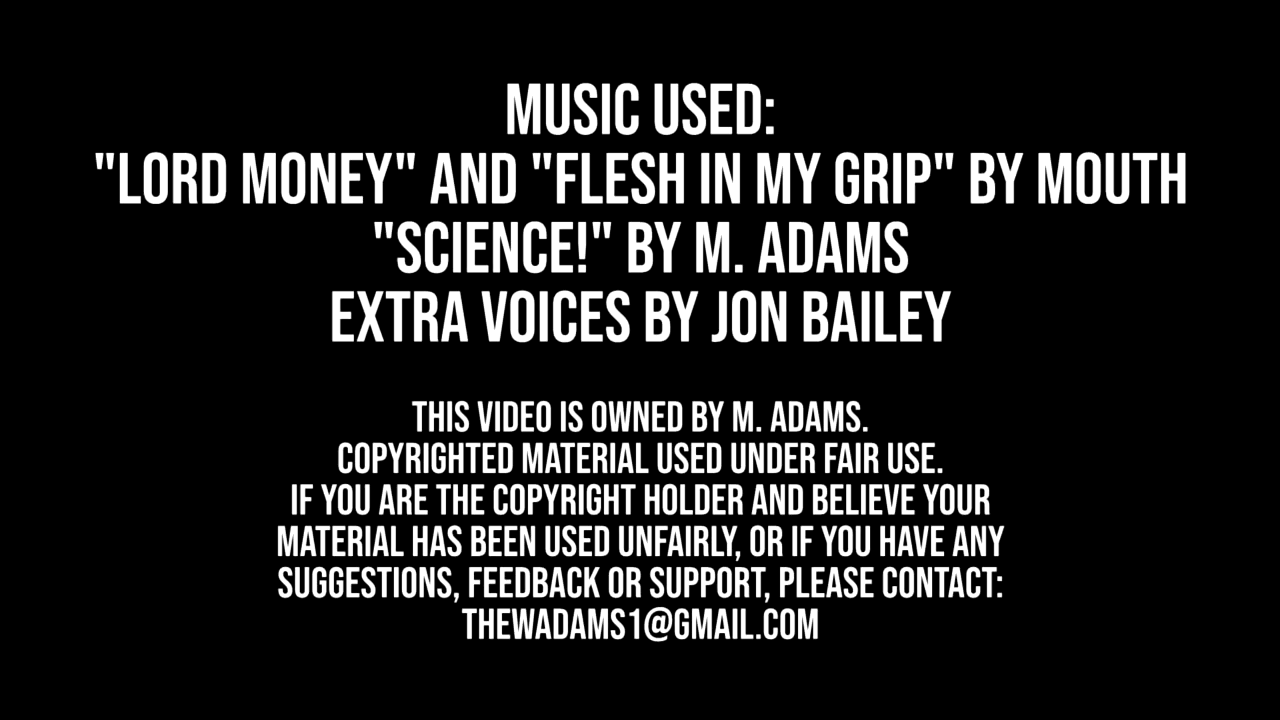 MUSIC USED:
"LORD MONEY" AND "FLESH IN MY GRIP" BY MOUTH
"SCIENCE!" BY M. ADAMS
EXTRA VOICES BY JON BAILEY
THIS VIDEO IS OWNED BY M. ADAMS.
COPYRIGHTED MATERIAL USED UNDER FAIR USE.
IF YOU ARE THE COPYRIGHT HOLDER AND BELIEVE YOUR
MATERIAL HAS BEEN USED UNFAIRLY, OR IF YOU HAVE ANY
SUGGESTIONS, FEEDBACK OR SUPPORT, PLEASE CONTACT:
THEWADAMS1@GMAIL.COM